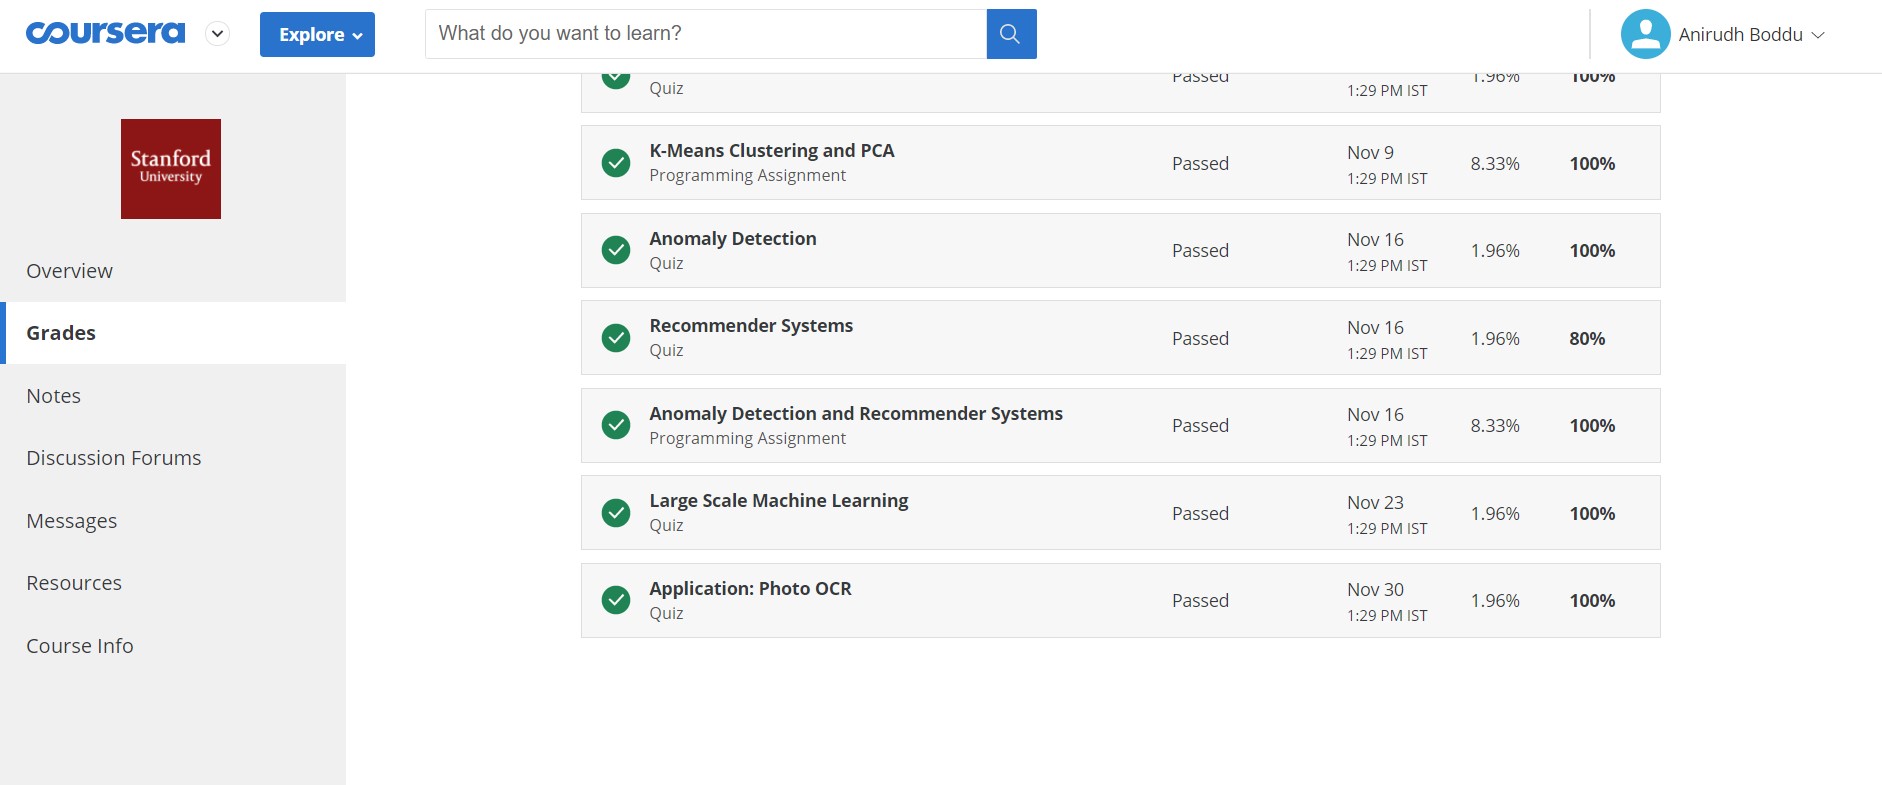 coursera
Explore
What do you want to learn?
Anirudh Boddu
Stanford
University
Overview
Grades
Notes
Discussion Forums
Messages
Resources
Course Info
Quiz
Passed
1:29 PM IST
1.96%
100%
K-Means Clustering and PCA
Programming Assignment
Passed
Nov 9
1:29 PM IST
8.33%
100%
Anomaly Detection
Quiz
Passed
Nov 16
1:29 PM IST
1.96%
100%
Recommender Systems
Quiz
Passed
Nov 16
1:29 PM IST
1.96%
80%
Anomaly Detection and Recommender Systems
Programming Assignment
Passed
Nov 16
1:29 PM IST
8.33%
100%
Large Scale Machine Learning
Quiz
Passed
Nov 23
1:29 PM IST
1.96%
100%
Application: Photo OCR
Quiz
Passed
Nov 30
1:29 PM IST
1.96%
100%